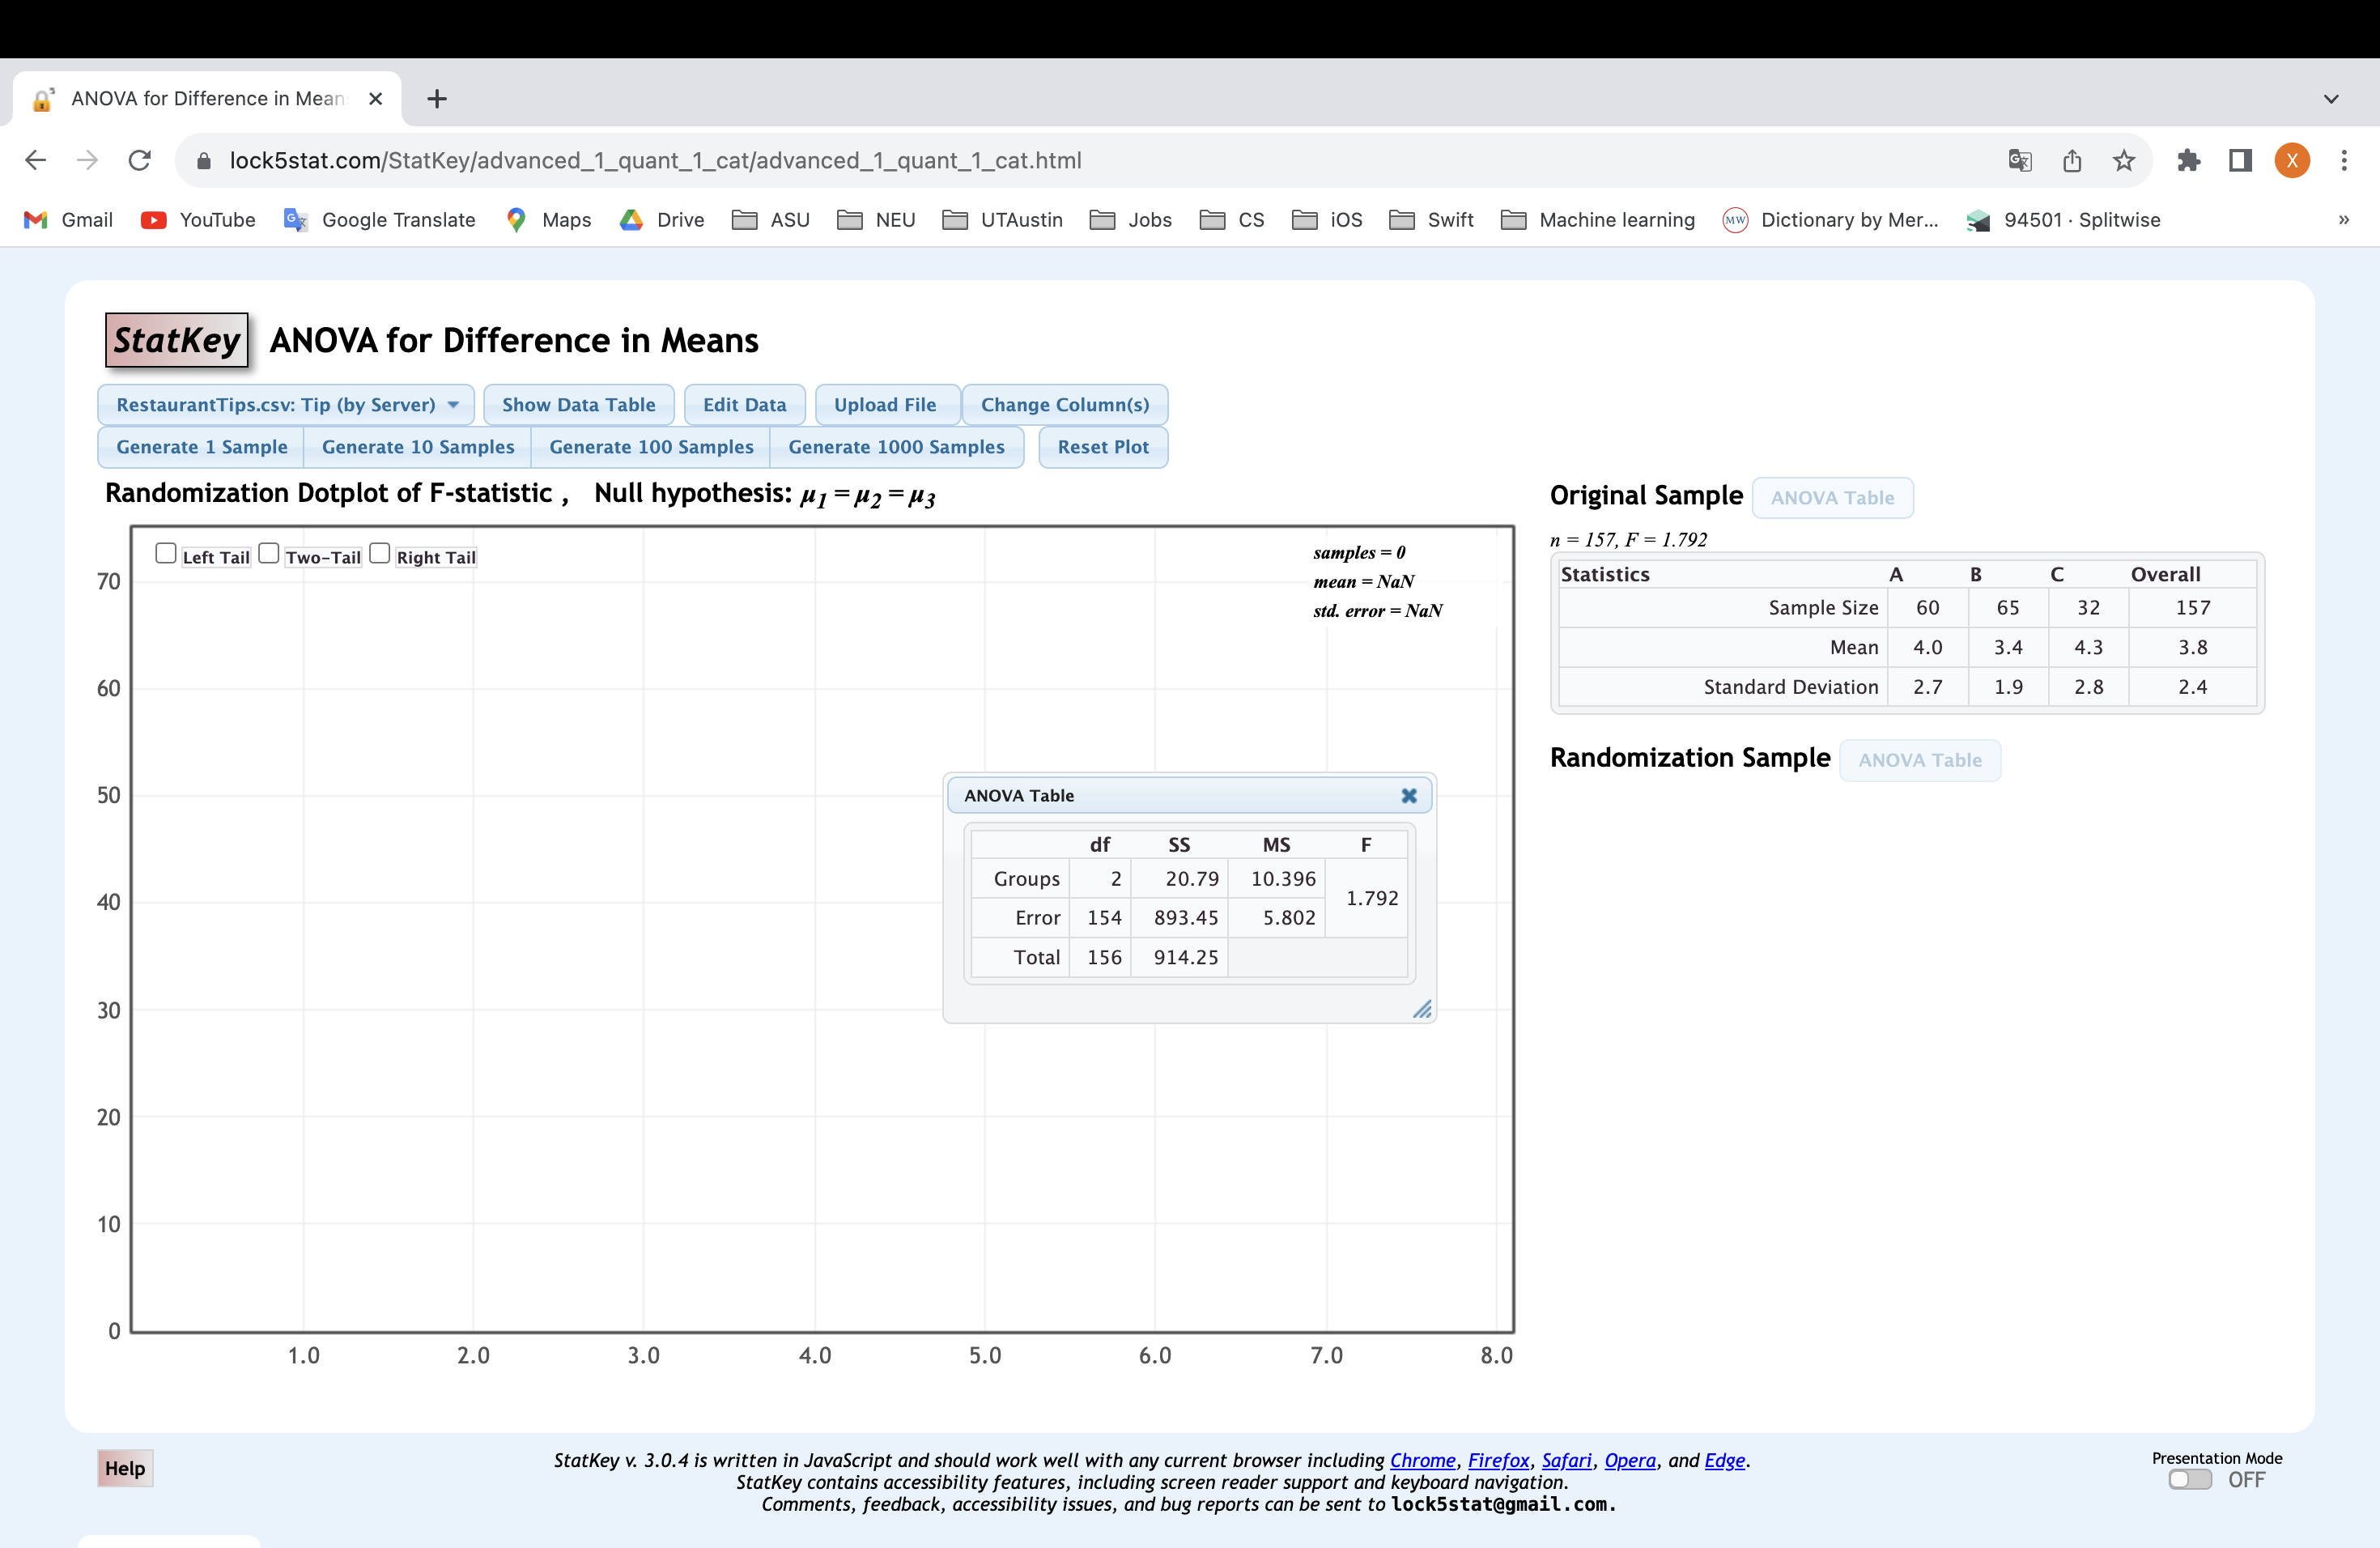 ANOVA for Difference in Mean
lock5stat.com/StatKey/advanced_1_quant_1_cat/advanced_1_quant_1_cat.html
X
Gmail YouTube Google Translate Maps Drive ASU NEU UTAustin Jobs CS iOS Swift Machine learning MW Dictionary by Mer... 94501 · Splitwise »
StatKey ANOVA for Difference in Means
RestaurantTips.csv: Tip (by Server) Show Data Table Edit Data Upload File Change Column(s)
Generate 1 Sample Generate 10 Samples Generate 100 Samples Generate 1000 Samples Reset Plot
Randomization Dotplot of F-statistic , Null hypothesis: μ1 = μ2 = μ3
Left Tail Two-Tail Right Tail
samples = 0
mean = NaN
std. error = NaN
70
60
50
40
30
20
10
0
1.0 2.0 3.0 4.0 5.0 6.0 7.0 8.0
ANOVA Table
df SS MS F
Groups 2 20.79 10.396 1.792
Error 154 893.45 5.802
Total 156 914.25
Original Sample ANOVA Table
n = 157, F = 1.792
Statistics A B C Overall
Sample Size 60 65 32 157
Mean 4.0 3.4 4.3 3.8
Standard Deviation 2.7 1.9 2.8 2.4
Randomization Sample ANOVA Table
Help
StatKey v. 3.0.4 is written in JavaScript and should work well with any current browser including Chrome, Firefox, Safari, Opera, and Edge.
StatKey contains accessibility features, including screen reader support and keyboard navigation.
Comments, feedback, accessibility issues, and bug reports can be sent to lock5stat@gmail.com.
Presentation Mode
OFF